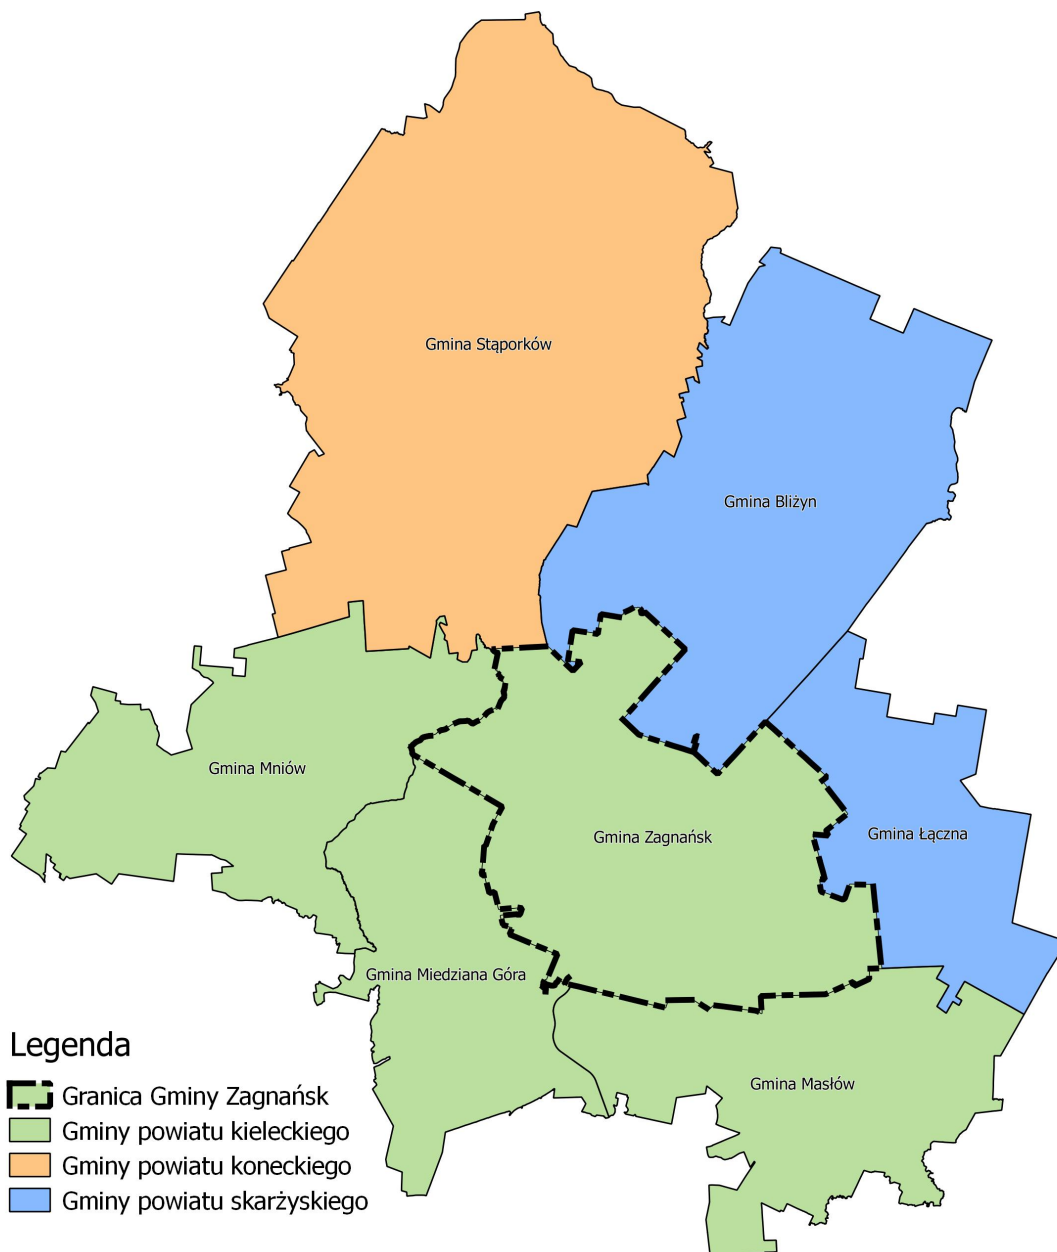 Gmina Stąporków
Gmina Bliżyn
Gmina Mniów
Gmina Zagnańsk
Gmina Łączna
Gmina Miedziana Góra
Gmina Masłów
Legenda
Granica Gminy Zagnańsk
Gminy powiatu kieleckiego
Gminy powiatu koneckiego
Gminy powiatu skarżyskiego